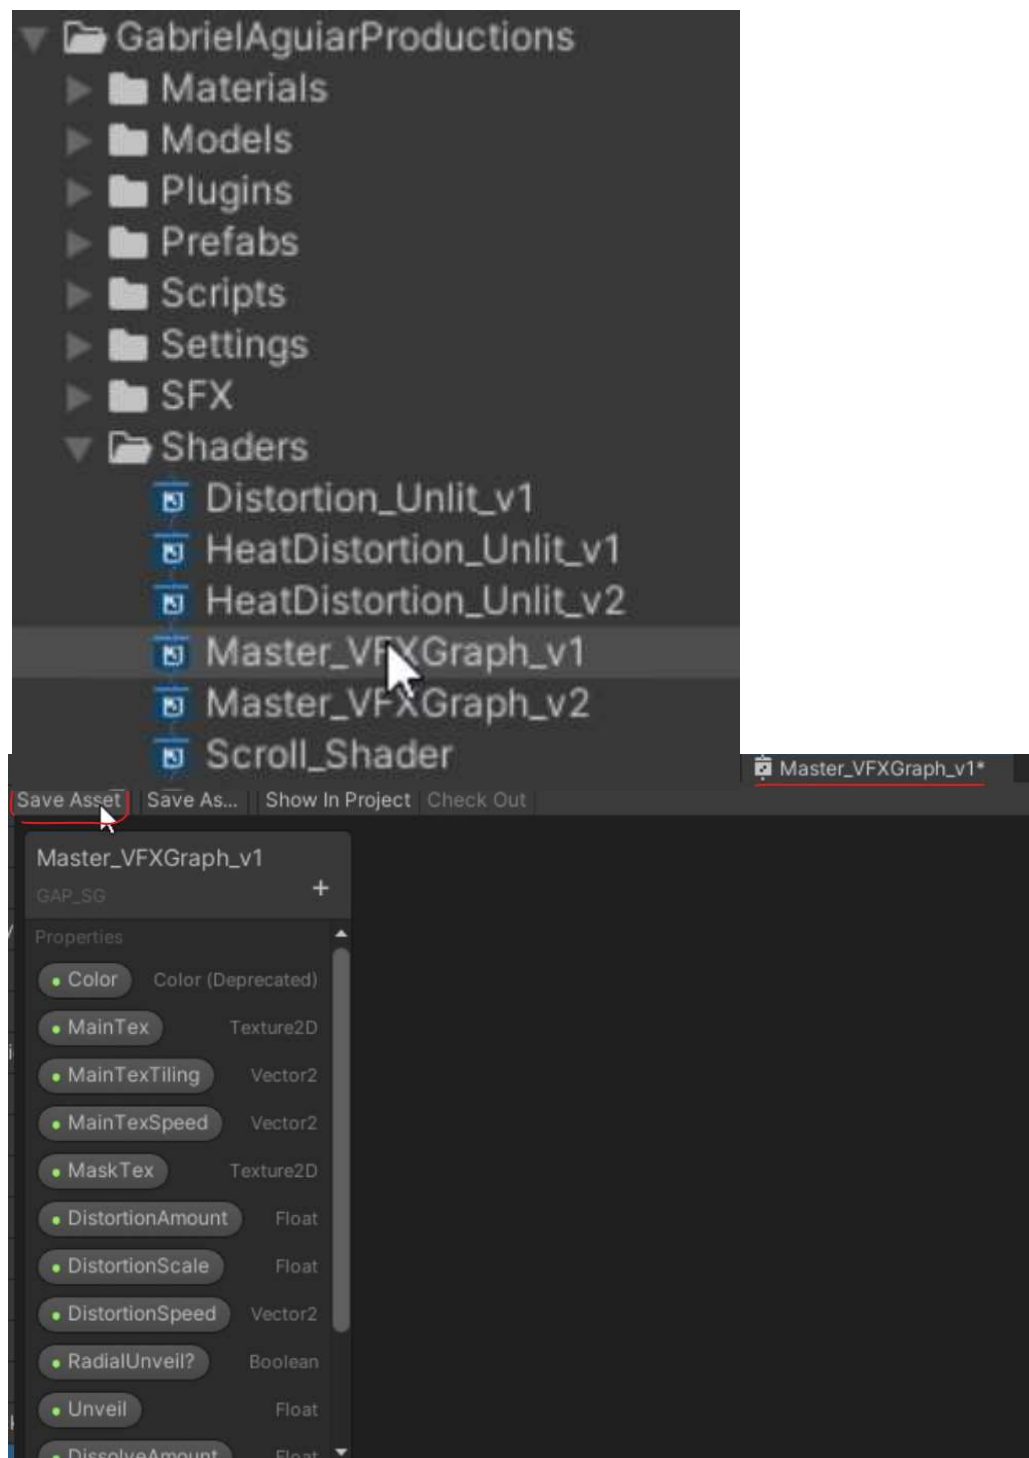 GabrielAguiarProductions
Materials
Models
Plugins
Prefabs
Scripts
Settings
SFX
Shaders
Distortion_Unlit_v1
HeatDistortion_Unlit_v1
HeatDistortion_Unlit_v2
Master_VFXGraph_v1
Master_VFXGraph_v2
Scroll_Shader
Master_VFXGraph_v1*
Save Asset Save As... Show In Project Check Out
Master_VFXGraph_v1
GAP_SG
+
Properties
Color Color (Deprecated)
MainTex Texture2D
MainTexTiling Vector2
MainTexSpeed Vector2
MaskTex Texture2D
DistortionAmount Float
DistortionScale Float
DistortionSpeed Vector2
RadialUnveil? Boolean
Unveil Float
DissolveAmount Float